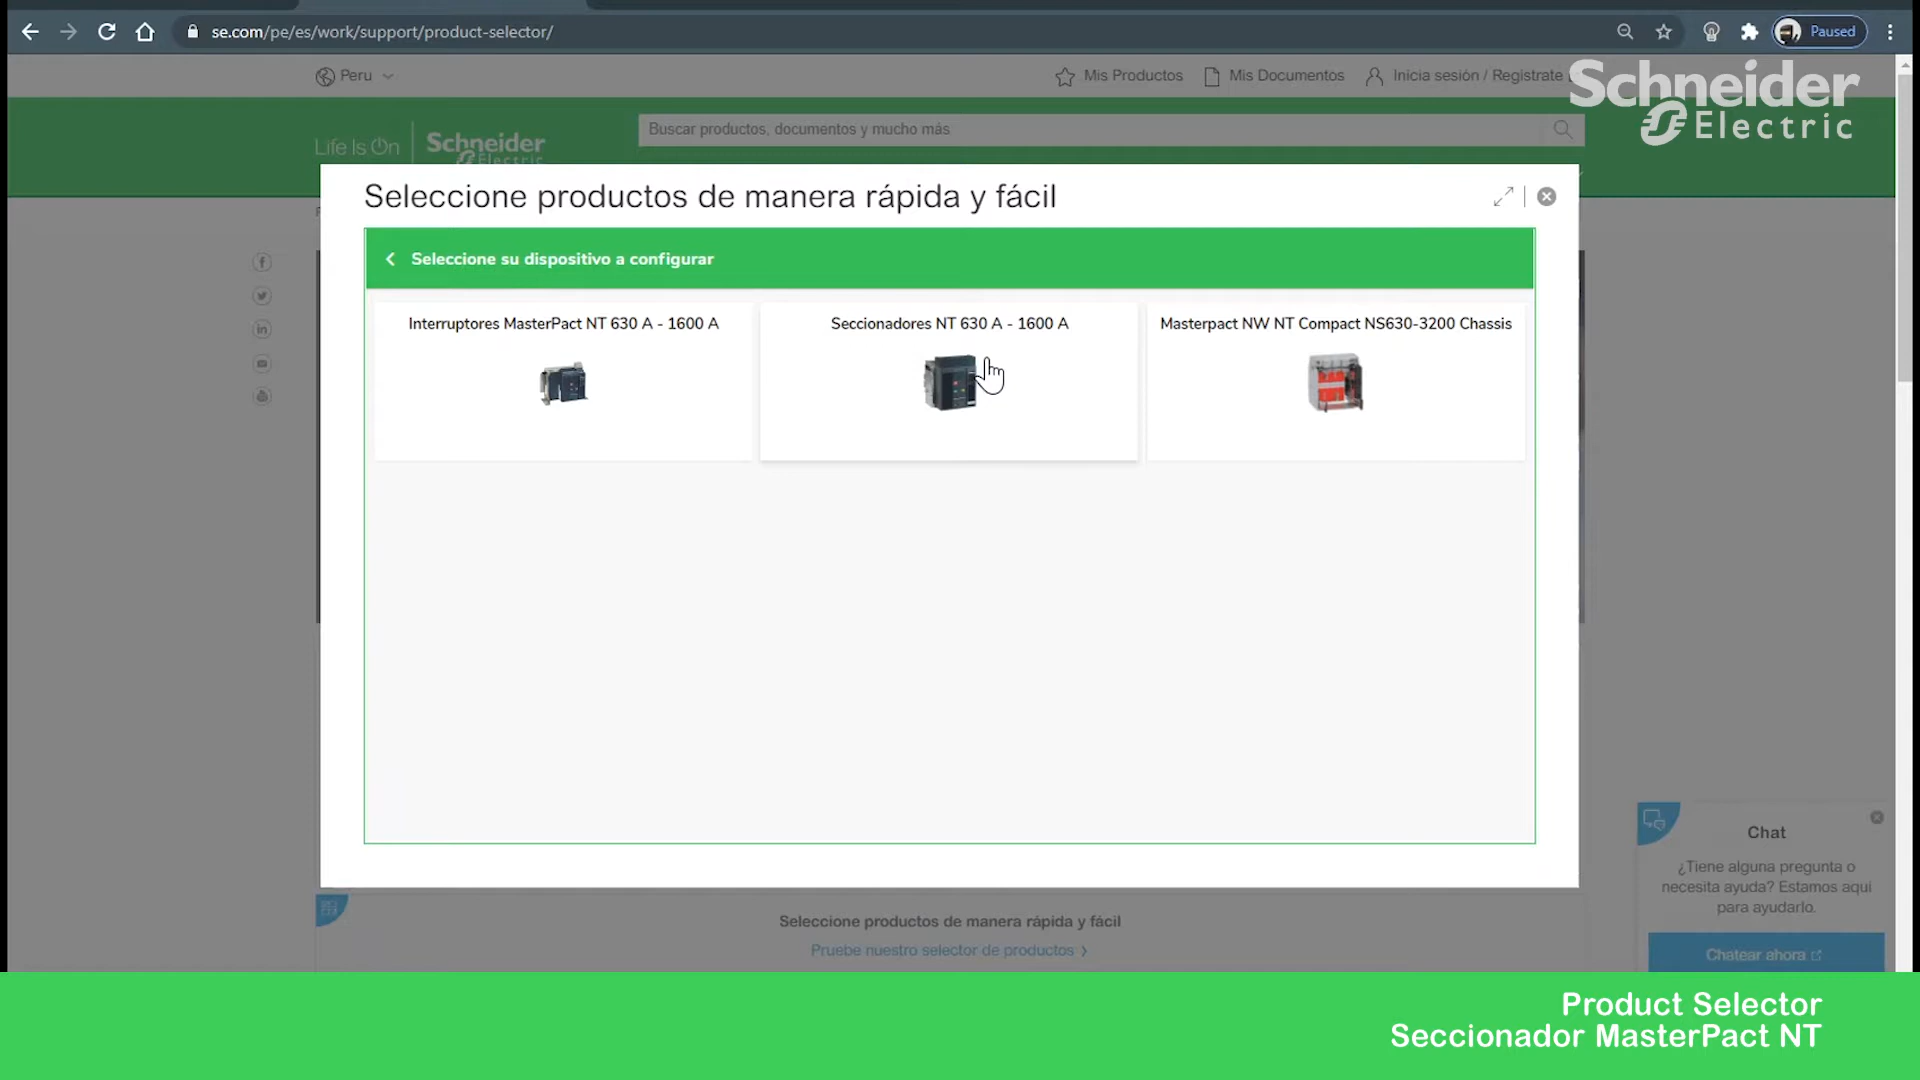 se.com/pe/es/work/support/product-selector/
Paused
Peru
Mis Productos
Mis Documentos
Inicia sesión / Registrate
Schneider
Electric
Buscar productos, documentos y mucho más
Life Is On
Schneider
Electric
Seleccione productos de manera rápida y fácil
Seleccione su dispositivo a configurar
Interruptores MasterPact NT 630 A - 1600 A
Seccionadores NT 630 A - 1600 A
Masterpact NW NT Compact NS630-3200 Chassis
Chat
¿Tiene alguna pregunta o
necesita ayuda? Estamos aquí
para ayudarlo.
Chatear ahora
Seleccione productos de manera rápida y fácil
Pruebe nuestro selector de productos
Product Selector
Seccionador MasterPact NT